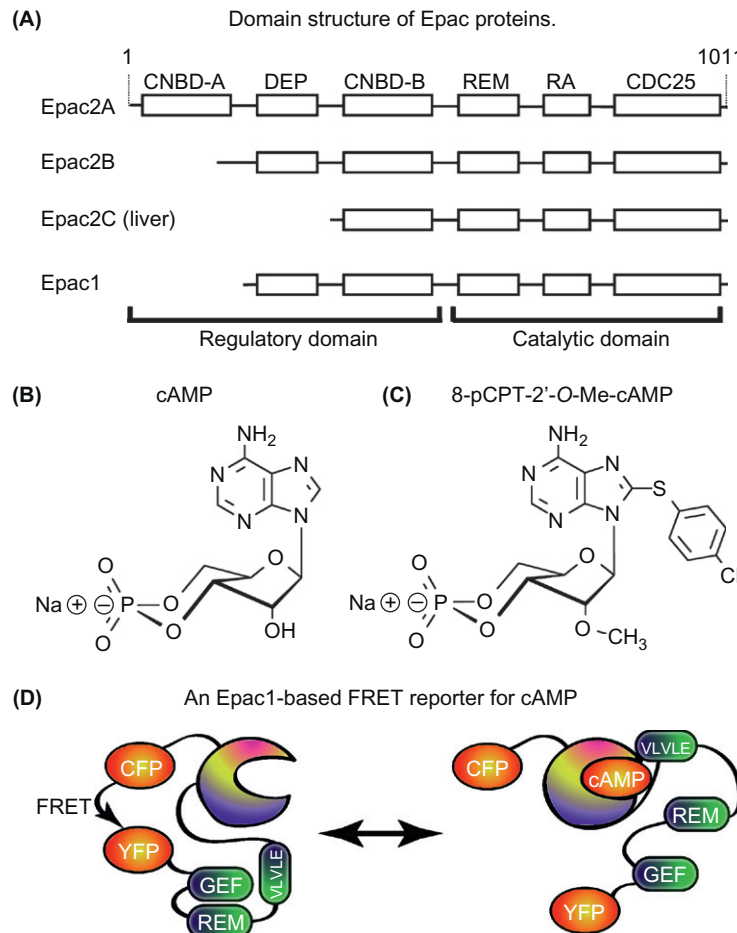 (A) Domain structure of Epac proteins.
1 1011
CNBD-A DEP CNBD-B REM RA CDC25
Epac2A
Epac2B
Epac2C (liver)
Epac1
Regulatory domain Catalytic domain
(B) cAMP
NH2
N N
N N
O O
O P O
Na ⊕ ⊖
O
O OH
(C) 8-pCPT-2'-O-Me-cAMP
NH2
N N
S
N N
Cl
O O
O P O
Na ⊕ ⊖
O
O O CH3
(D) An Epac1-based FRET reporter for cAMP
CFP
FRET
YFP
GEF
REM
VLVLE
CFP
cAMP
VLVLE
REM
GEF
YFP